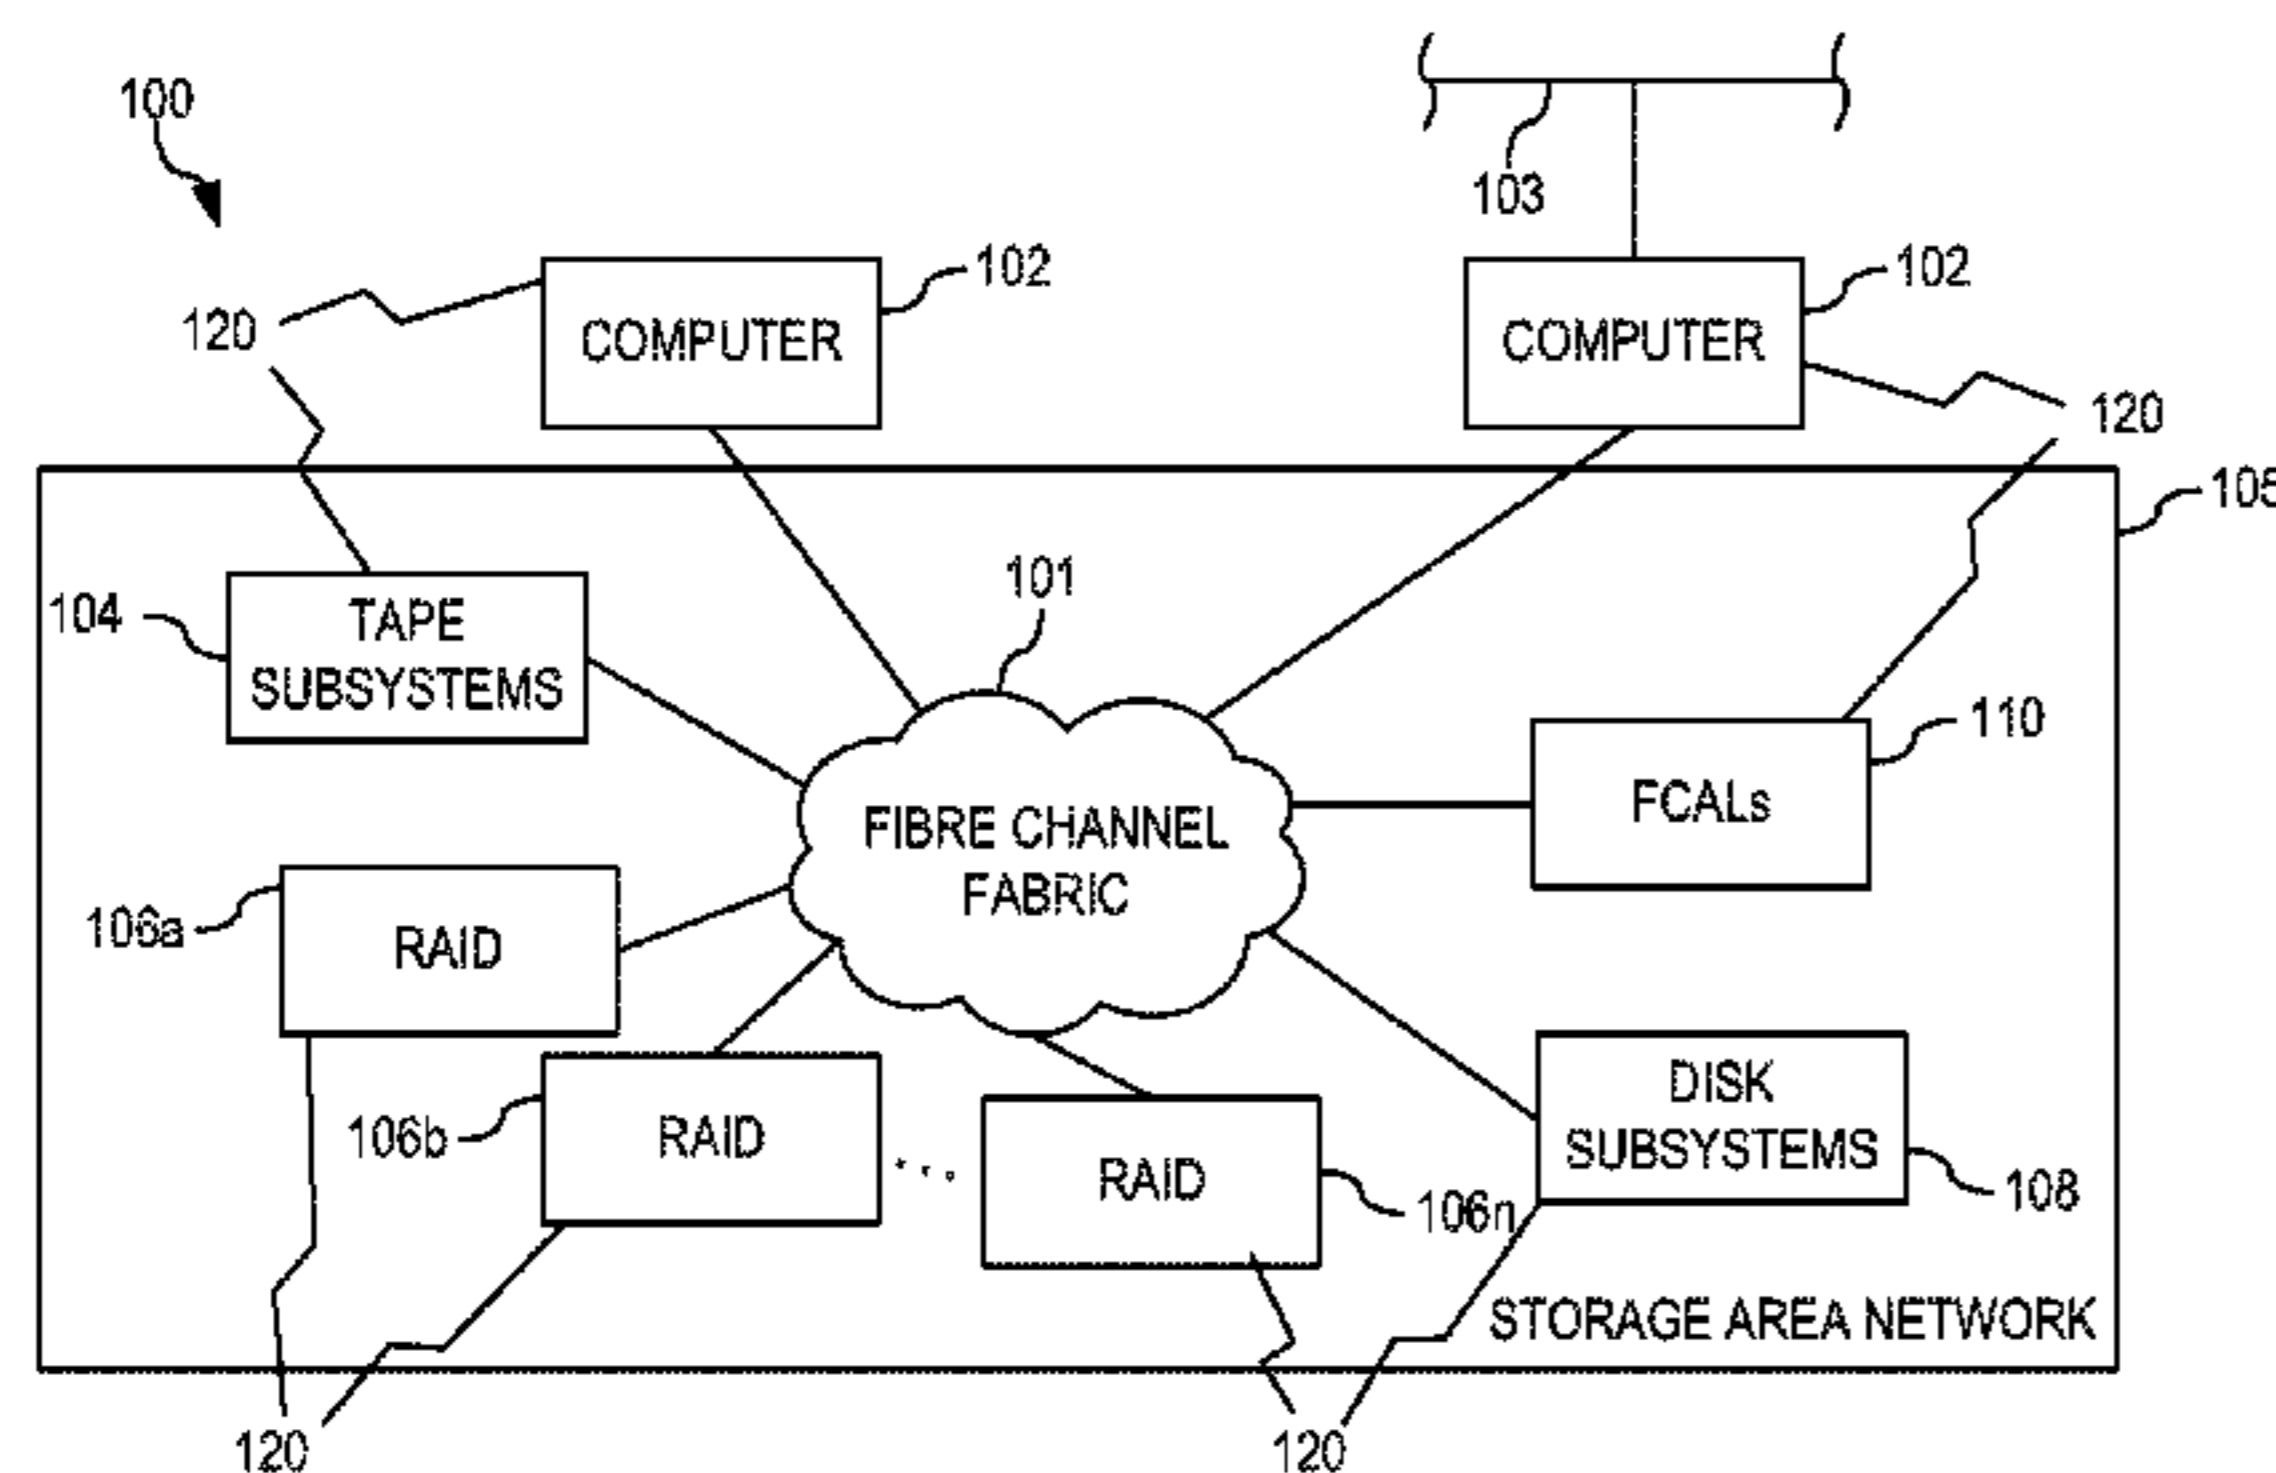 100
103
102
102
120
COMPUTER
COMPUTER
120
101
104
TAPE
SUBSYSTEMS
110
FCALs
FIBRE CHANNEL
FABRIC
106a
RAID
DISK
SUBSYSTEMS
106b
RAID
...
RAID
106n
108
STORAGE AREA NETWORK
120
120